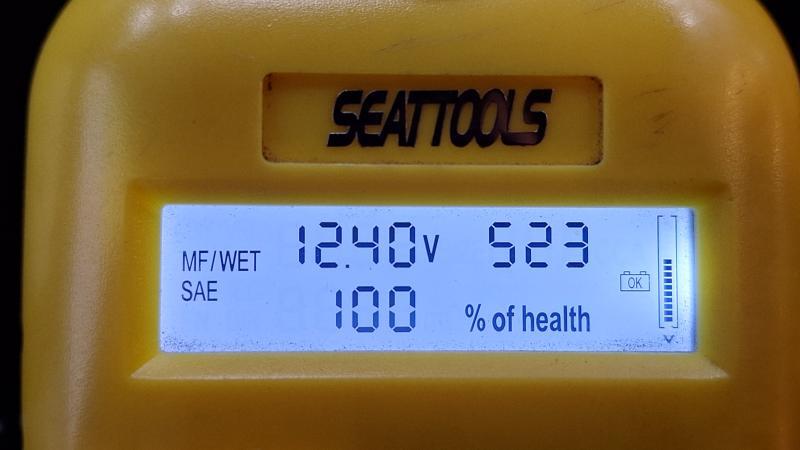 SEATTOOLS
MF/WET 12.40V 523
SAE 100 % of health
OK